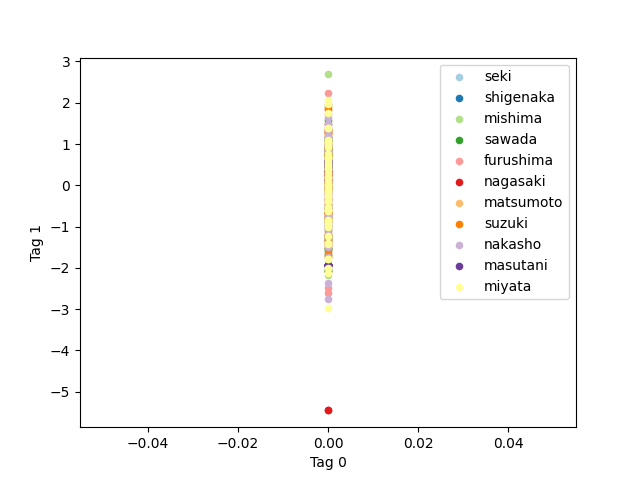 3
2
1
0
−1
−2
−3
−4
−5
Tag 1
−0.04
−0.02
0.00
0.02
0.04
Tag 0
seki
shigenaka
mishima
sawada
furushima
nagasaki
matsumoto
suzuki
nakasho
masutani
miyata